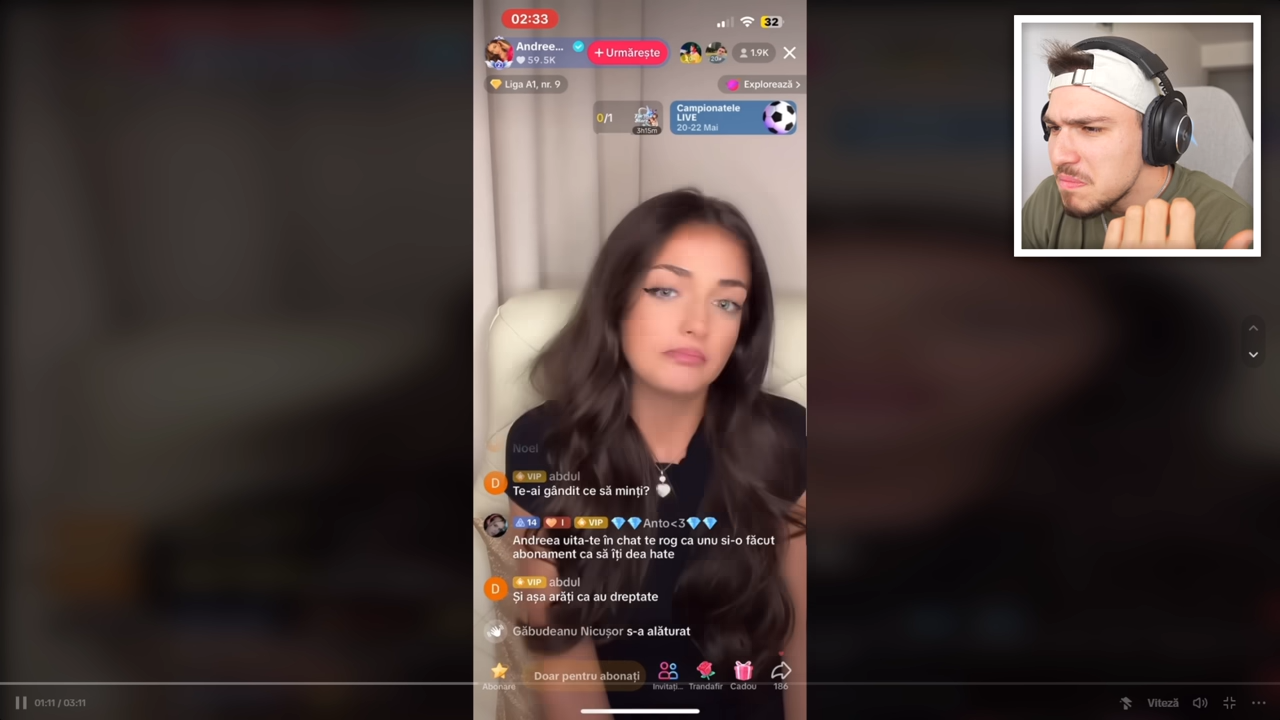 02:33
32
Andree...
59.5K
+ Urmărește
20w
1.9K
Liga A1, nr. 9
Explorează >
0/1
3h15m
Campionatele
LIVE
20-22 Mai
Noel
D
VIP abdul
Te-ai gândit ce să minți?
14 I VIP Anto<3
Andreea uita-te în chat te rog ca unu si-o făcut
abonament ca să îți dea hate
D
VIP abdul
Și așa arăți ca au dreptate
Găbudeanu Nicușor s-a alăturat
Abonare
Doar pentru abonați
Invitați...
Trandafir
Cadou
186
01:11 / 03:11
Viteză